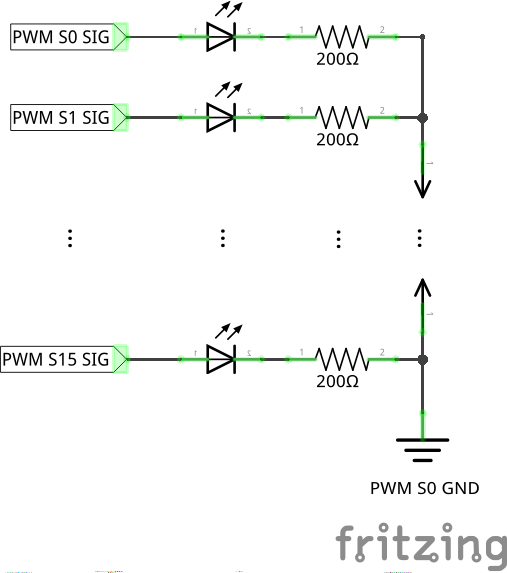 PWM S0 SIG
1 2 1 2
200Ω
PWM S1 SIG
1 2 1 2
200Ω
1
1
PWM S15 SIG
1 2 1 2
200Ω
PWM S0 GND
fritzing